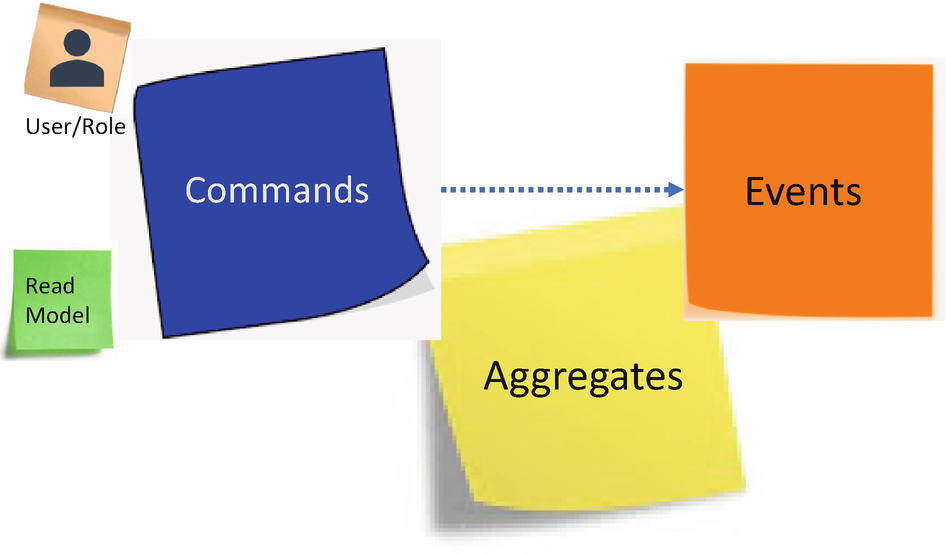 User/Role
Commands
Events
Read
Model
Aggregates